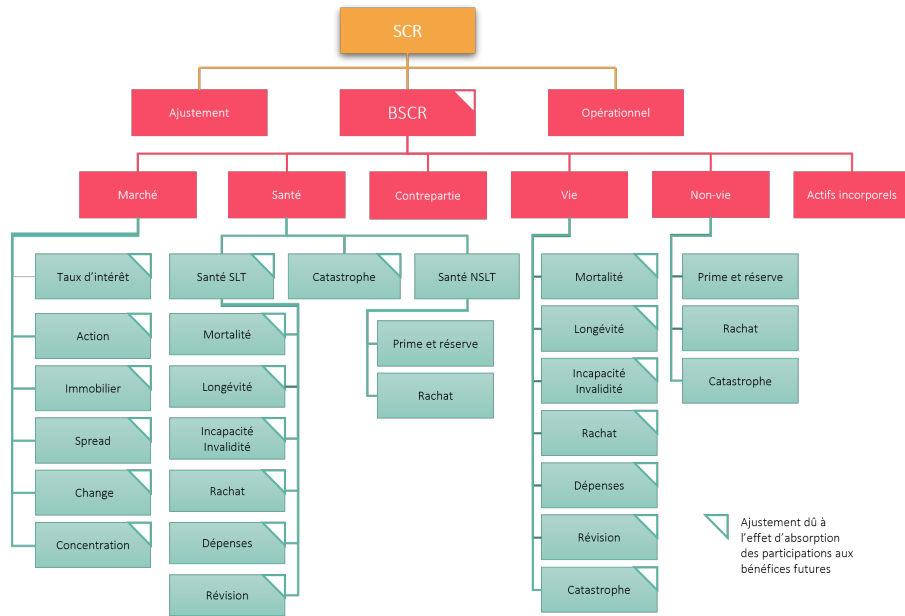 SCR
Ajustement
BSCR
Opérationnel
Marché
Santé
Contrepartie
Vie
Non-vie
Actifs incorporels
Taux d’intérêt
Action
Immobilier
Spread
Change
Concentration
Santé SLT
Catastrophe
Santé NSLT
Mortalité
Longévité
Incapacité
Invalidité
Rachat
Dépenses
Révision
Prime et réserve
Rachat
Mortalité
Longévité
Incapacité
Invalidité
Rachat
Dépenses
Révision
Catastrophe
Prime et réserve
Rachat
Catastrophe
Ajustement dû à
l’effet d’absorption
des participations aux
bénéfices futures